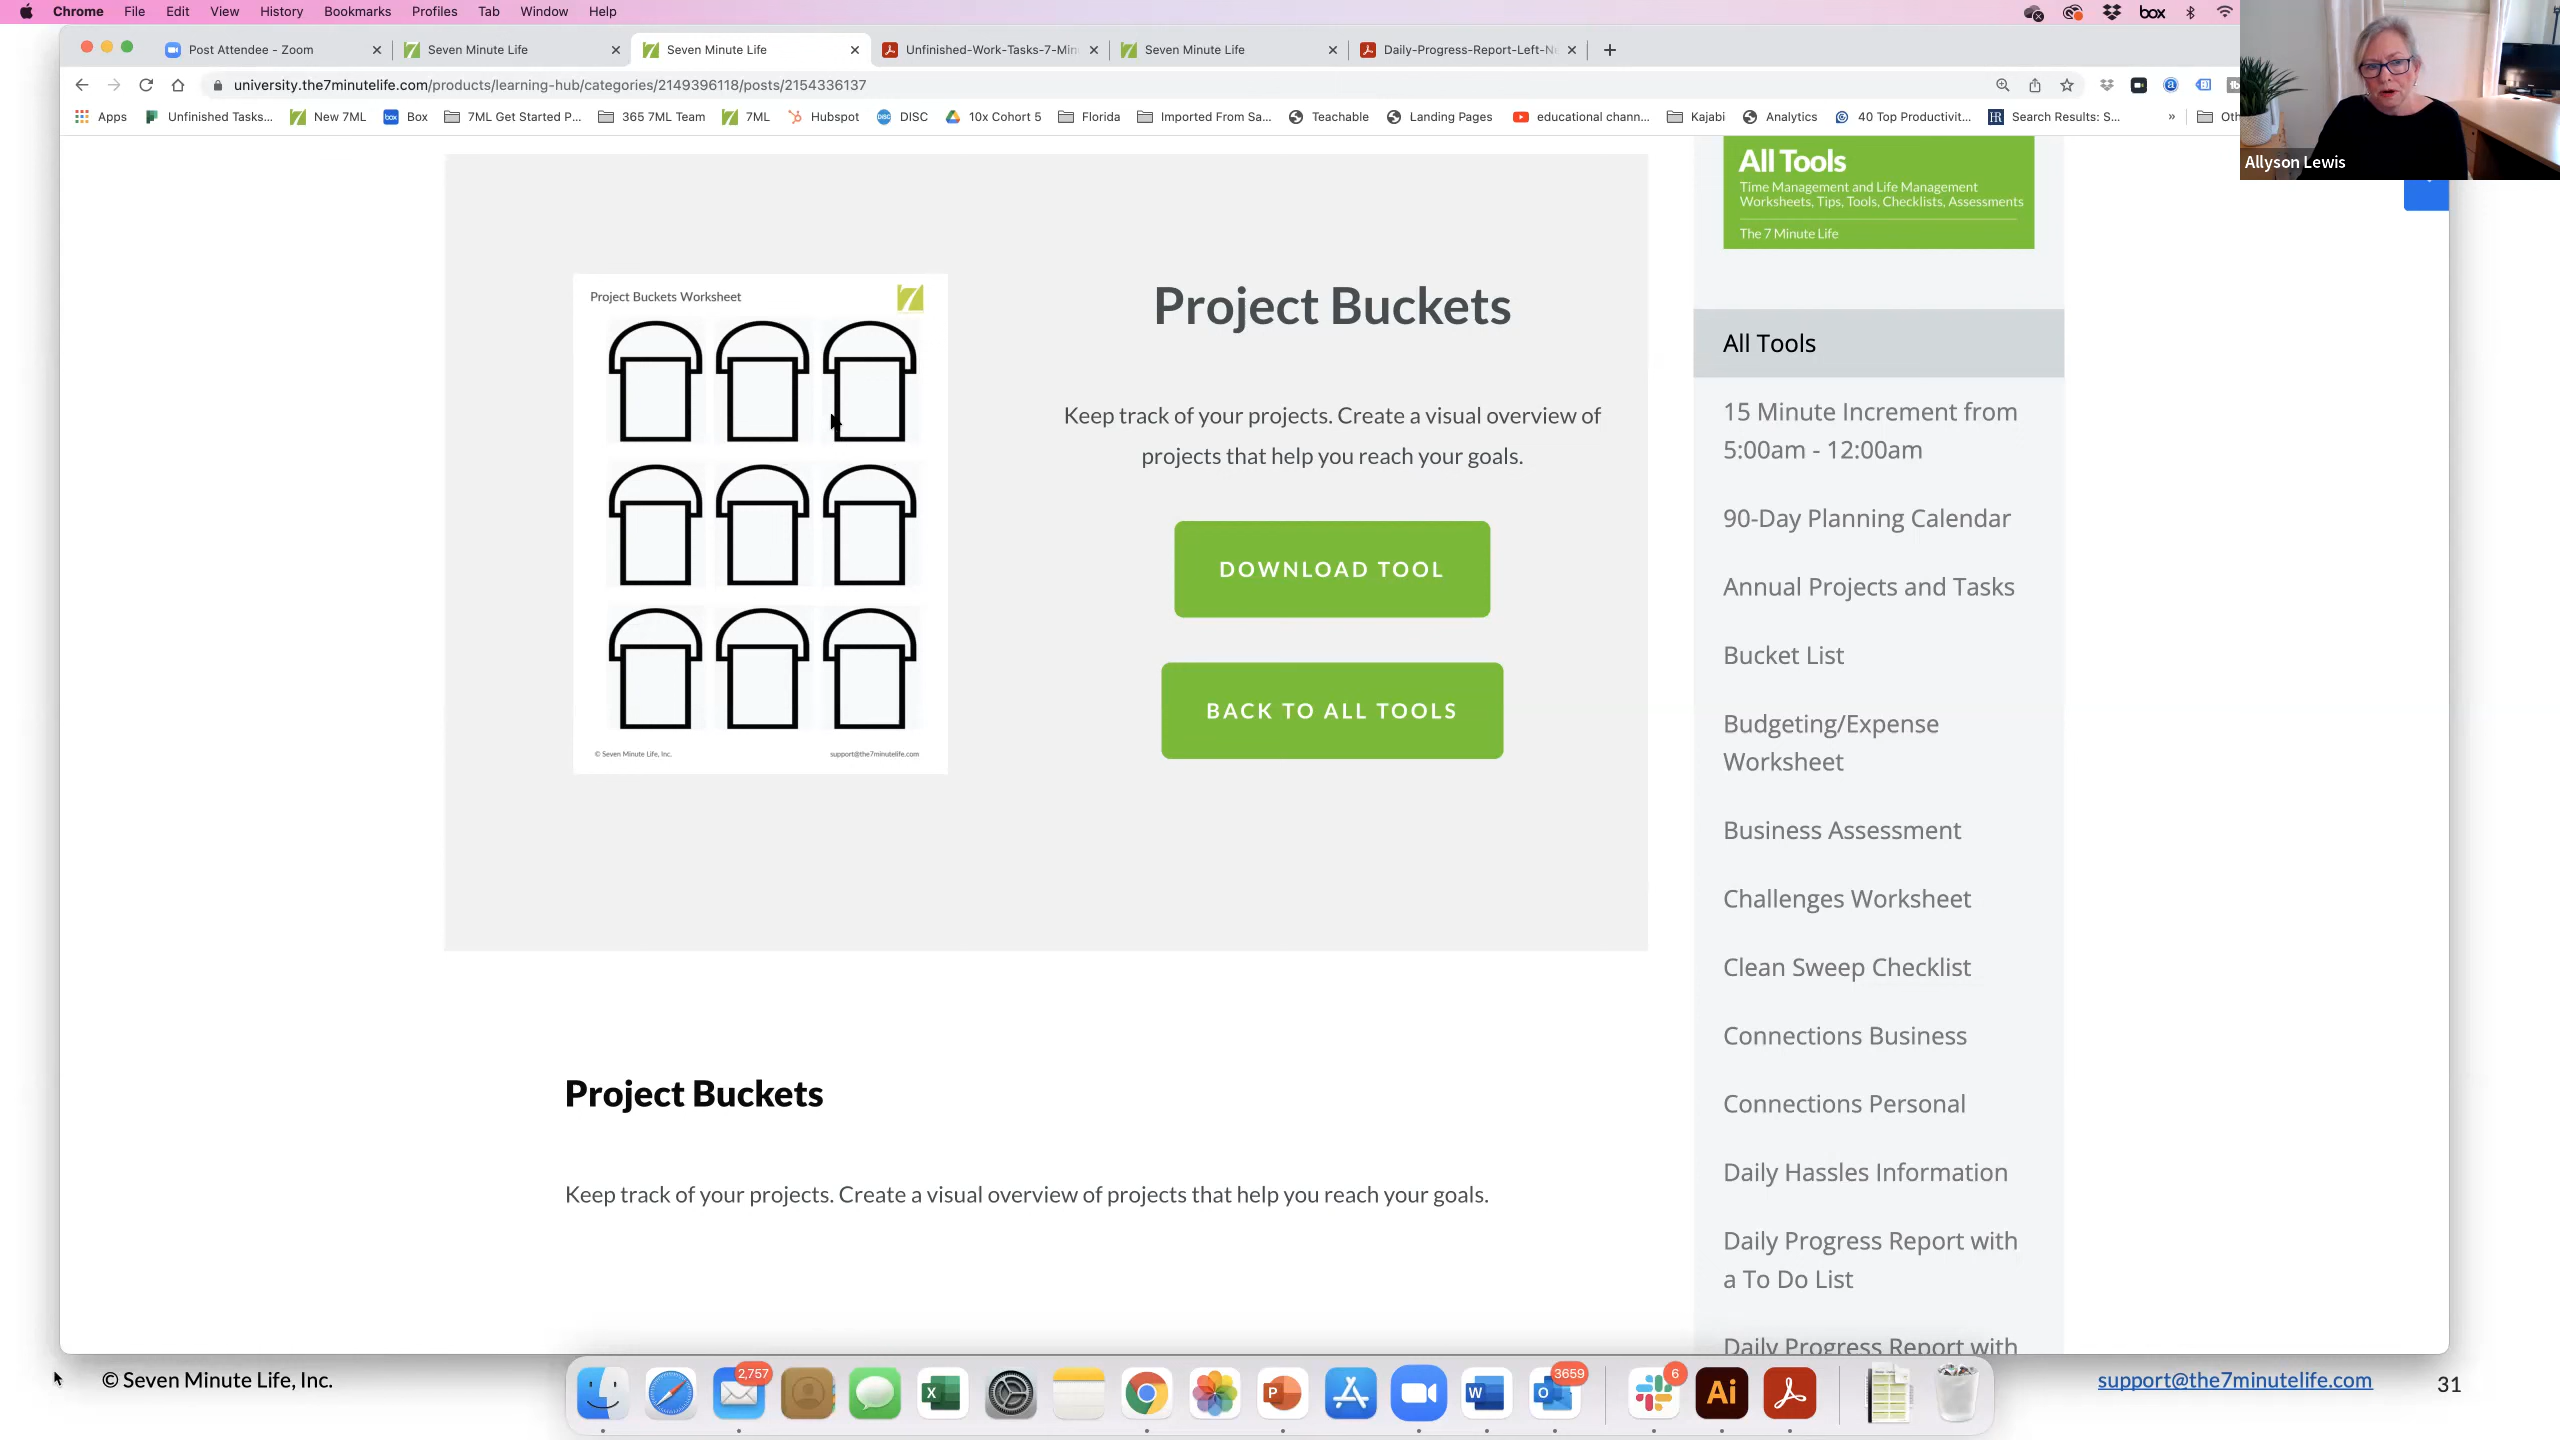 Chrome File Edit View History Bookmarks Profiles Tab Window Help box
Post Attendee - Zoom
Seven Minute Life
Seven Minute Life
Unfinished-Work-Tasks-7-Min
Seven Minute Life
Daily-Progress-Report-Left-Ne
university.the7minutelife.com/products/learning-hub/categories/2149396118/posts/2154336137
Apps Unfinished Tasks... New 7ML Box 7ML Get Started P... 365 7ML Team 7ML Hubspot DISC 10x Cohort 5 Florida Imported From Sa... Teachable Landing Pages educational chann... Kajabi Analytics 40 Top Productivit... Search Results: S... » Oth
Allyson Lewis
Project Buckets Worksheet
7
© Seven Minute Life, Inc. support@the7minutelife.com
Project Buckets
Keep track of your projects. Create a visual overview of
projects that help you reach your goals.
DOWNLOAD TOOL
BACK TO ALL TOOLS
Project Buckets
Keep track of your projects. Create a visual overview of projects that help you reach your goals.
All Tools
Time Management and Life Management
Worksheets, Tips, Tools, Checklists, Assessments
The 7 Minute Life
All Tools
15 Minute Increment from
5:00am - 12:00am
90-Day Planning Calendar
Annual Projects and Tasks
Bucket List
Budgeting/Expense
Worksheet
Business Assessment
Challenges Worksheet
Clean Sweep Checklist
Connections Business
Connections Personal
Daily Hassles Information
Daily Progress Report with
a To Do List
Daily Progress Report with
© Seven Minute Life, Inc.
2,757
X
P
W
O
3659
6
Ai
support@the7minutelife.com 31